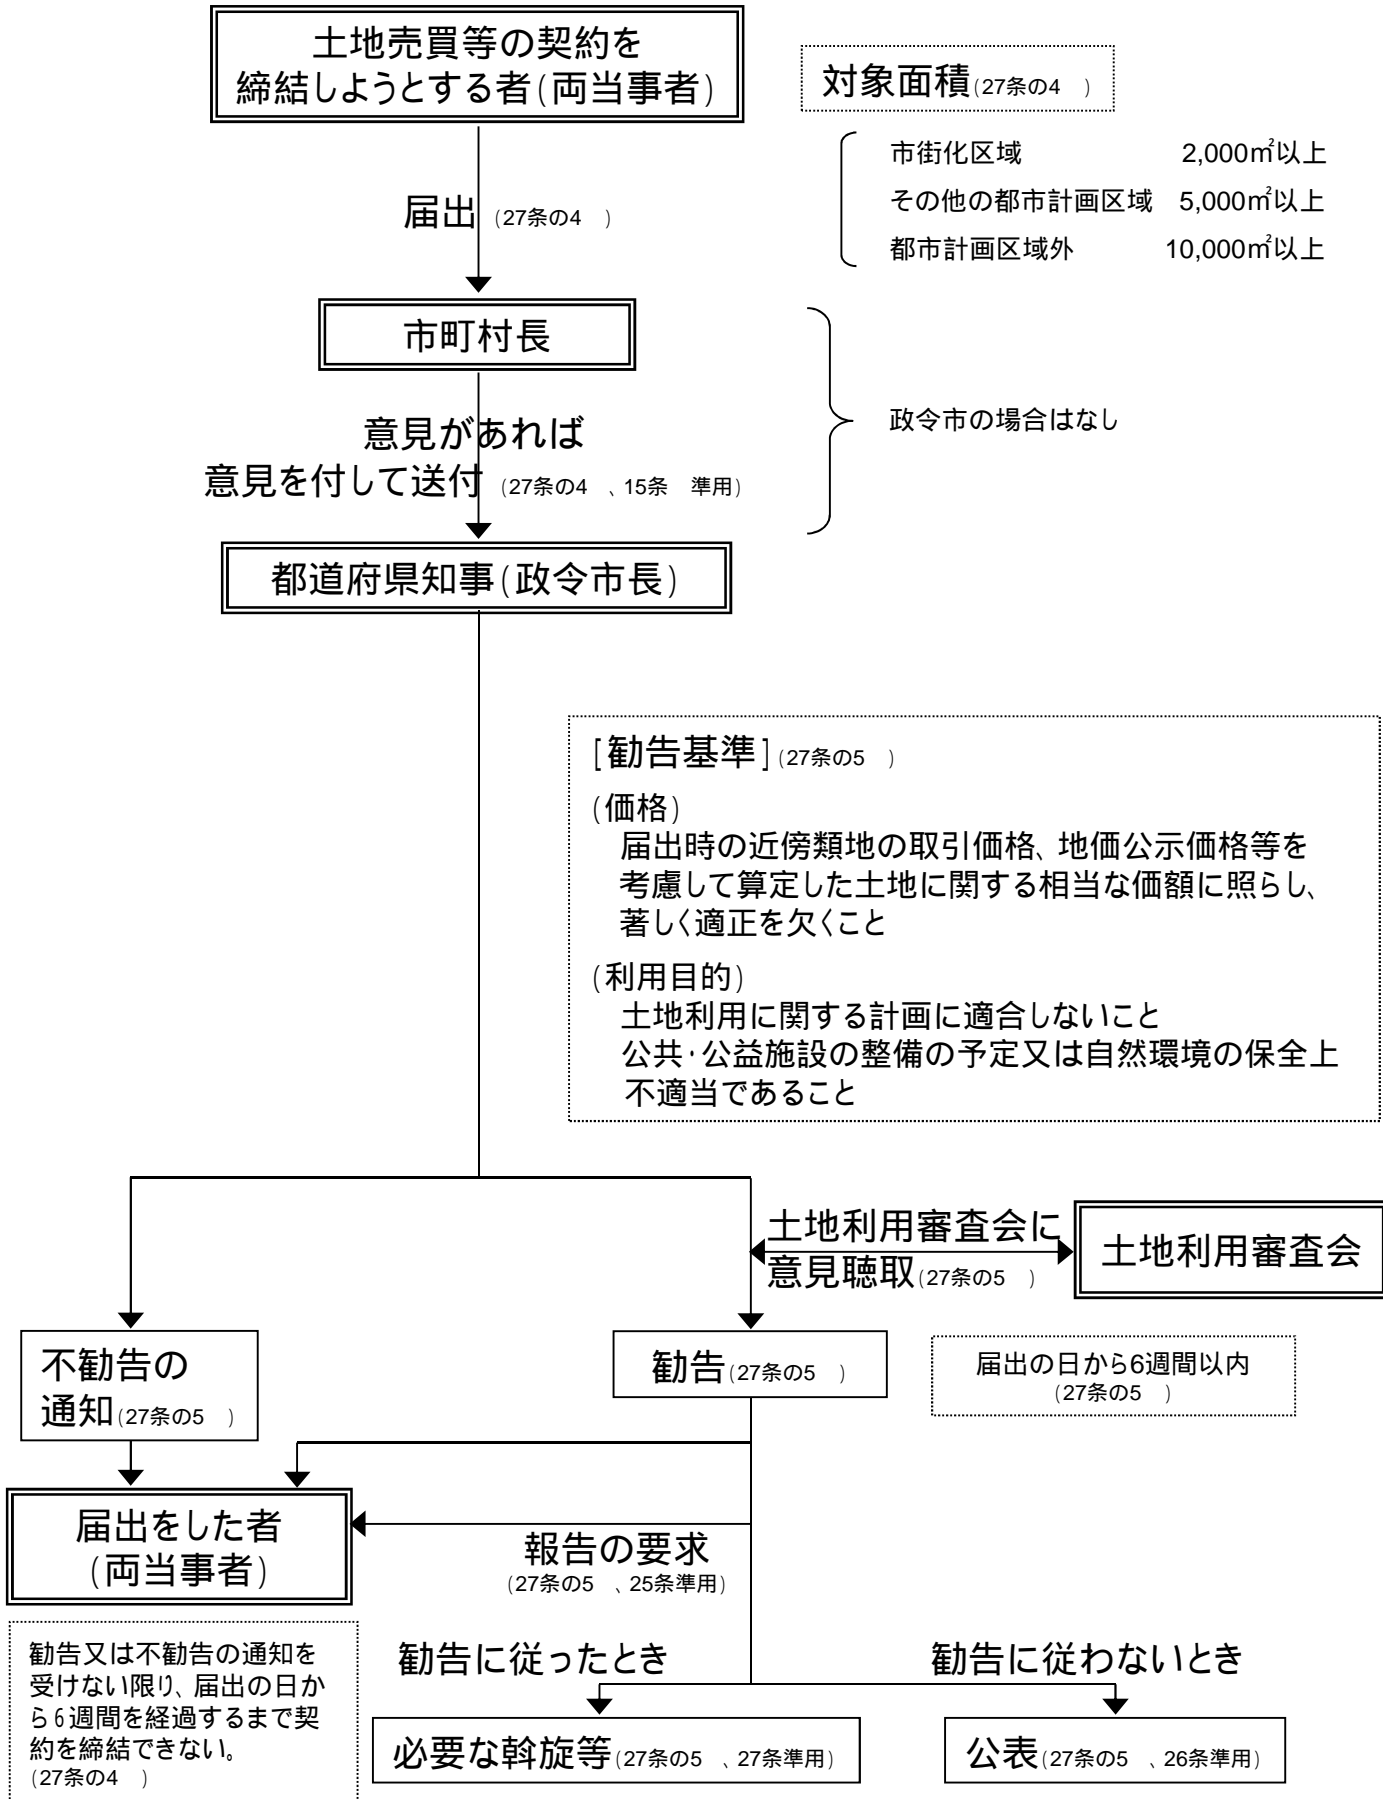 土地売買等の契約を
締結しようとする者(両当事者)
対象面積(27条の4　)
市街化区域　2,000㎡以上
その他の都市計画区域　5,000㎡以上
都市計画区域外　10,000㎡以上
届出 (27条の4　)
市町村長
政令市の場合はなし
意見があれば
意見を付して送付 (27条の4　、15条　準用)
都道府県知事(政令市長)
[勧告基準](27条の5　)
(価格)
届出時の近傍類地の取引価格、地価公示価格等を
考慮して算定した土地に関する相当な価額に照らし、
著しく適正を欠くこと
(利用目的)
土地利用に関する計画に適合しないこと
公共・公益施設の整備の予定又は自然環境の保全上
不適当であること
土地利用審査会に
意見聴取(27条の5　)
土地利用審査会
不勧告の
通知(27条の5　)
勧告(27条の5　)
届出の日から6週間以内
(27条の5　)
届出をした者
(両当事者)
報告の要求
(27条の5　、25条準用)
勧告又は不勧告の通知を
受けない限り、届出の日か
ら6週間を経過するまで契
約を締結できない。
(27条の4　)
勧告に従ったとき
勧告に従わないとき
必要な斡旋等(27条の5　、27条準用)
公表(27条の5　、26条準用)